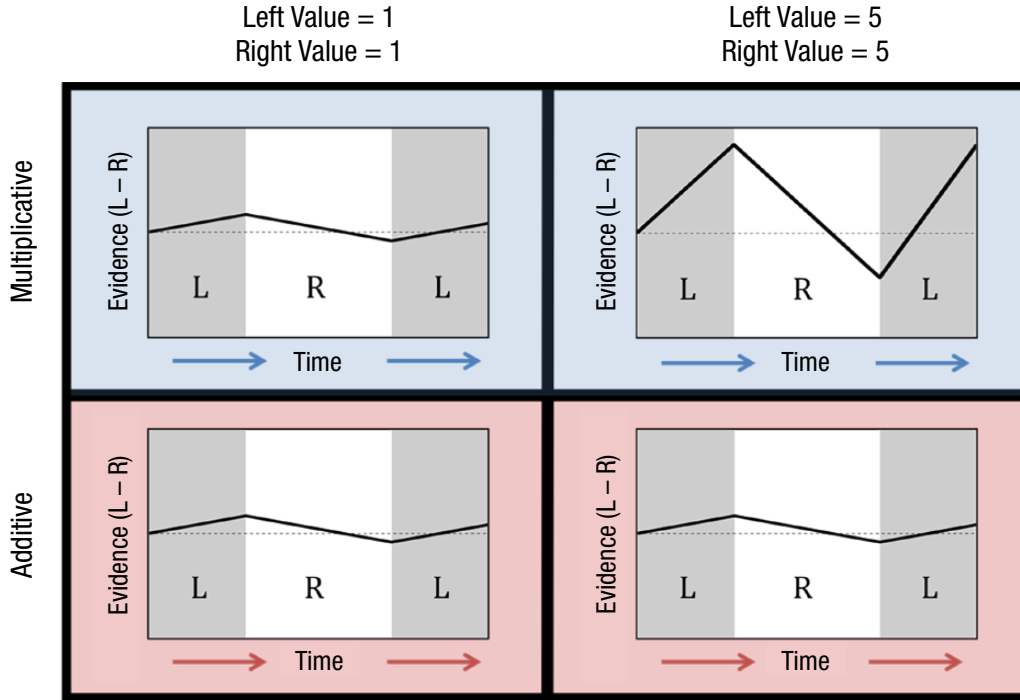 Left Value = 1
Right Value = 1
Left Value = 5
Right Value = 5
Multiplicative
Evidence (L – R)
L
R
L
Time
Evidence (L – R)
L
R
L
Time
Additive
Evidence (L – R)
L
R
L
Time
Evidence (L – R)
L
R
L
Time